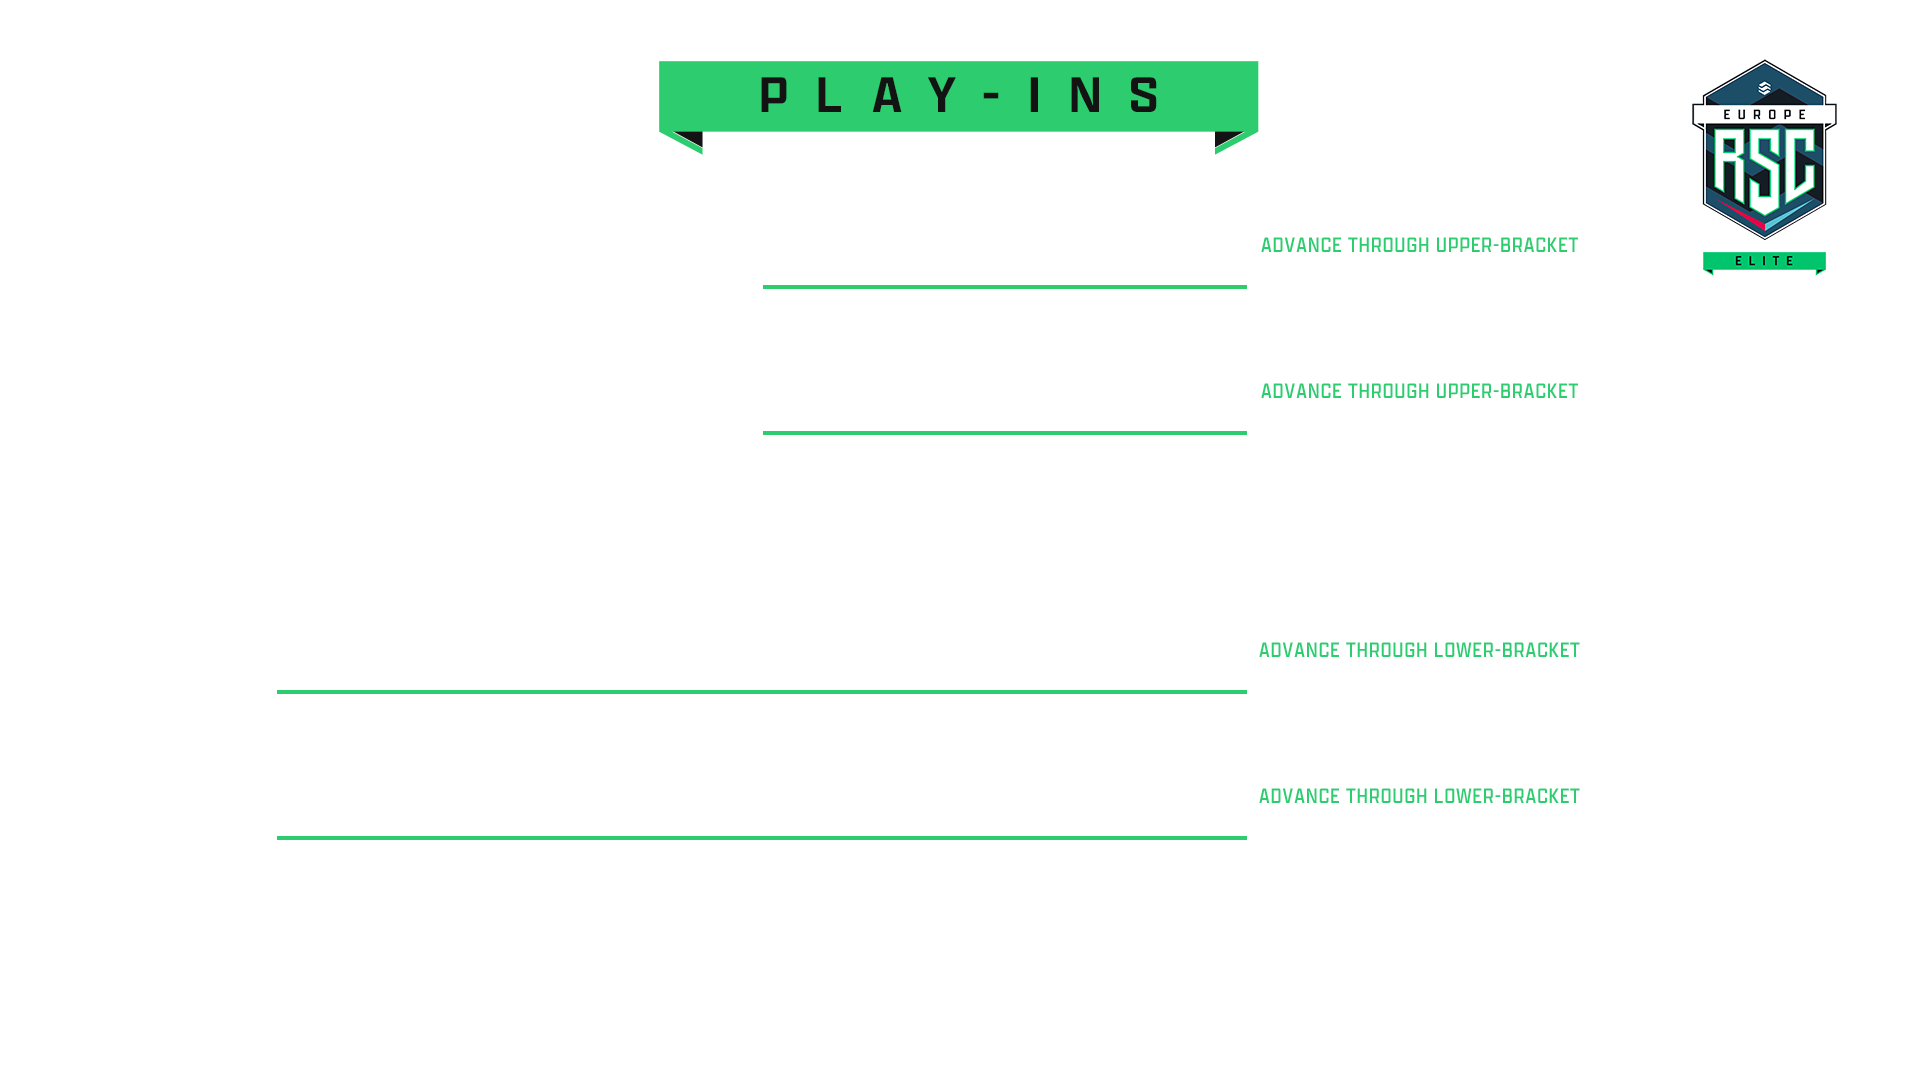 PLAY-INS
EUROPE
RSC
ADVANCE THROUGH UPPER-BRACKET
ELITE
ADVANCE THROUGH UPPER-BRACKET
ADVANCE THROUGH LOWER-BRACKET
ADVANCE THROUGH LOWER-BRACKET